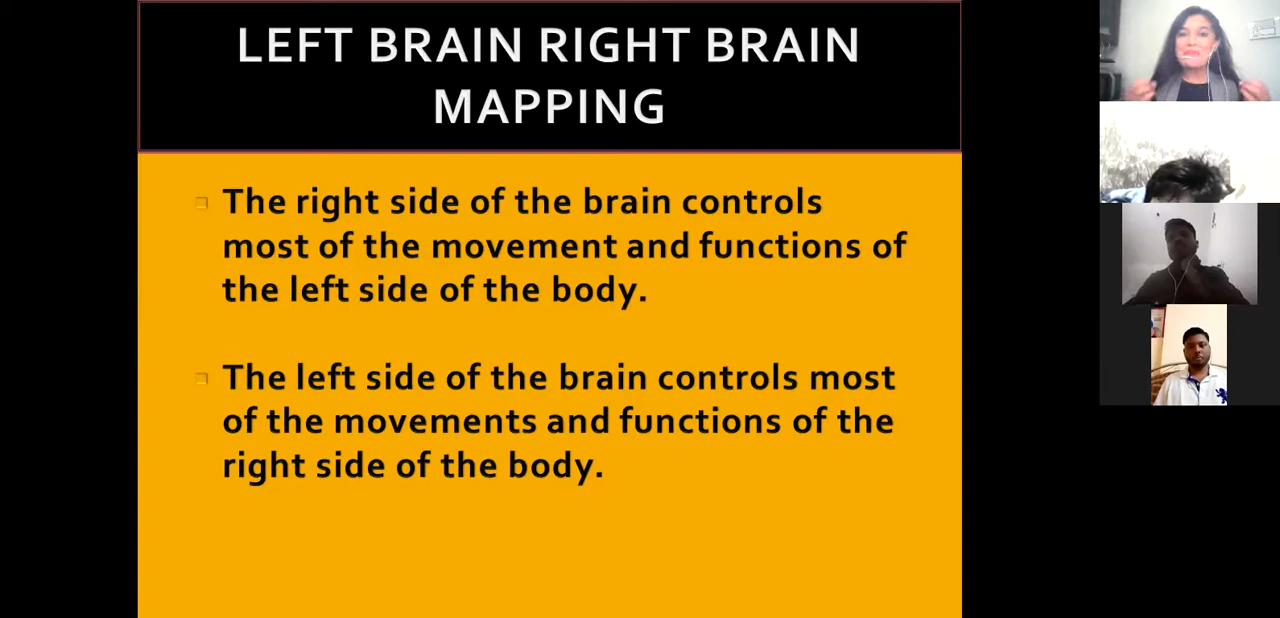 LEFT BRAIN RIGHT BRAIN
MAPPING
The right side of the brain controls
most of the movement and functions of
the left side of the body.
The left side of the brain controls most
of the movements and functions of the
right side of the body.